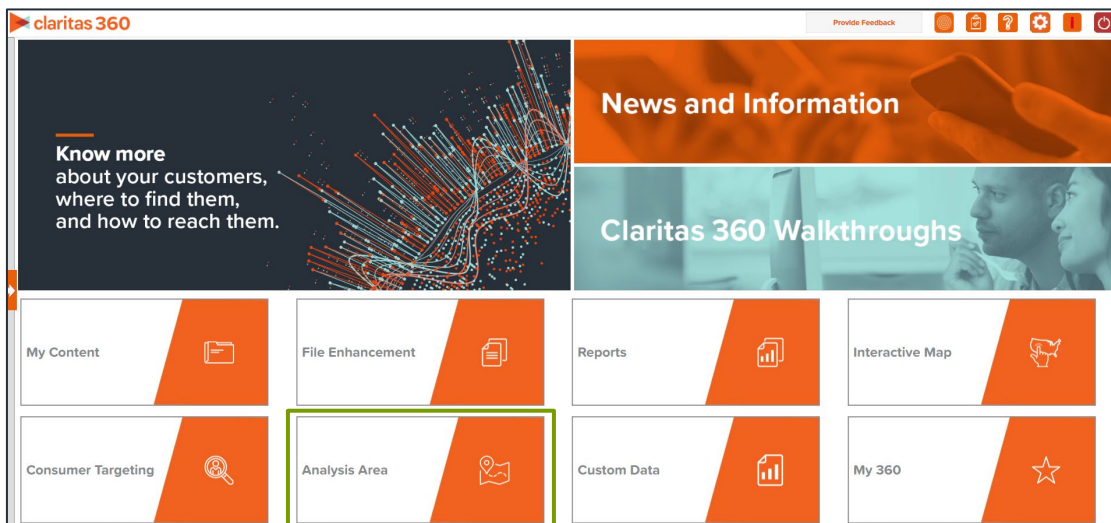 claritas 360
Provide Feedback
Know more
about your customers,
where to find them,
and how to reach them.
News and Information
Claritas 360 Walkthroughs
My Content
File Enhancement
Reports
Interactive Map
Consumer Targeting
Analysis Area
Custom Data
My 360